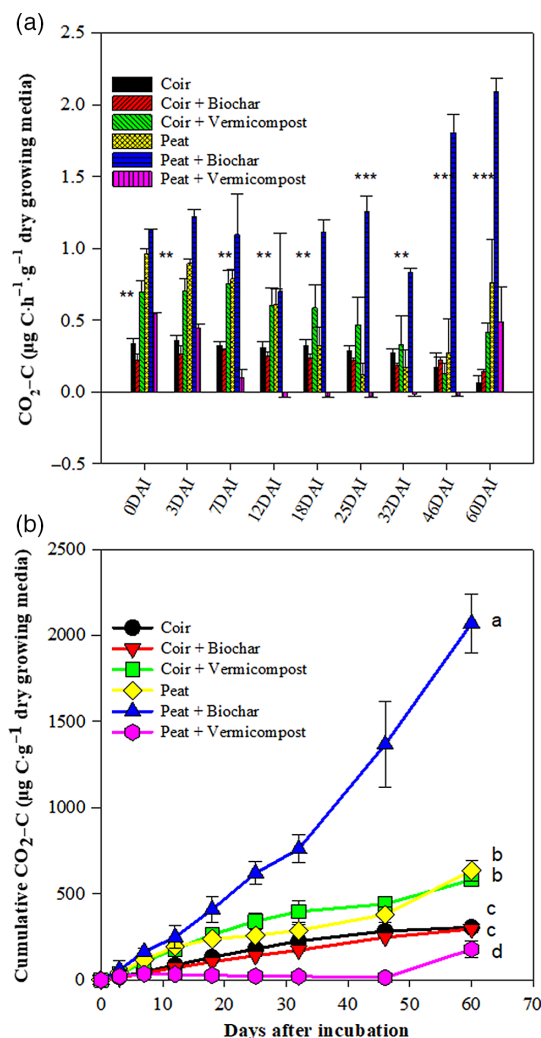 (a)
2.5
2.0
1.5
1.0
0.5
0.0
−0.5
CO2–C (µg C·h−1·g−1 dry growing media)
Coir
Coir + Biochar
Coir + Vermicompost
Peat
Peat + Biochar
Peat + Vermicompost
** ** ** ** ** *** ** *** ***
0DAI 3DAI 7DAI 12DAI 18DAI 25DAI 32DAI 46DAI 60DAI
(b)
2500
2000
1500
1000
500
0
Cumulative CO2–C (µg C·g−1 dry growing media)
Coir
Coir + Biochar
Coir + Vermicompost
Peat
Peat + Biochar
Peat + Vermicompost
a
b
b
c
c
d
0 10 20 30 40 50 60 70
Days after incubation